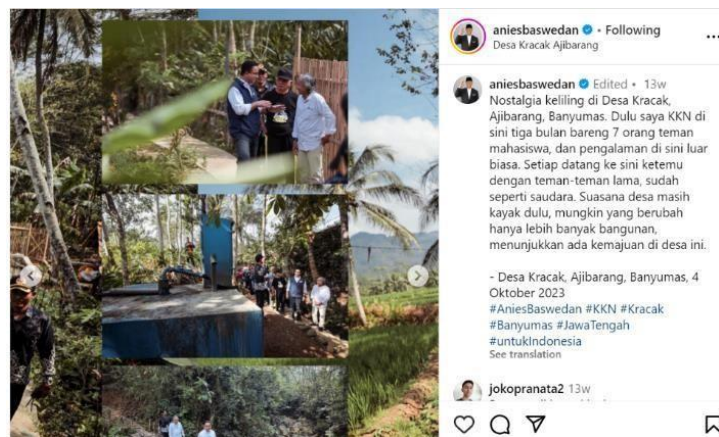 aniesbaswedan • Following
Desa Kracak Ajibarang
aniesbaswedan Edited • 13w
Nostalgia keliling di Desa Kracak,
Ajibarang, Banyumas. Dulu saya KKN di
sini tiga bulan bareng 7 orang teman
mahasiswa, dan pengalaman di sini luar
biasa. Setiap datang ke sini ketemu
dengan teman-teman lama, sudah
seperti saudara. Suasana desa masih
kayak dulu, mungkin yang berubah
hanya lebih banyak bangunan,
menunjukkan ada kemajuan di desa ini.
- Desa Kracak, Ajibarang, Banyumas, 4
Oktober 2023
#AniesBaswedan #KKN #Kracak
#Banyumas #JawaTengah
#untukIndonesia
See translation
jokopranata2 13w